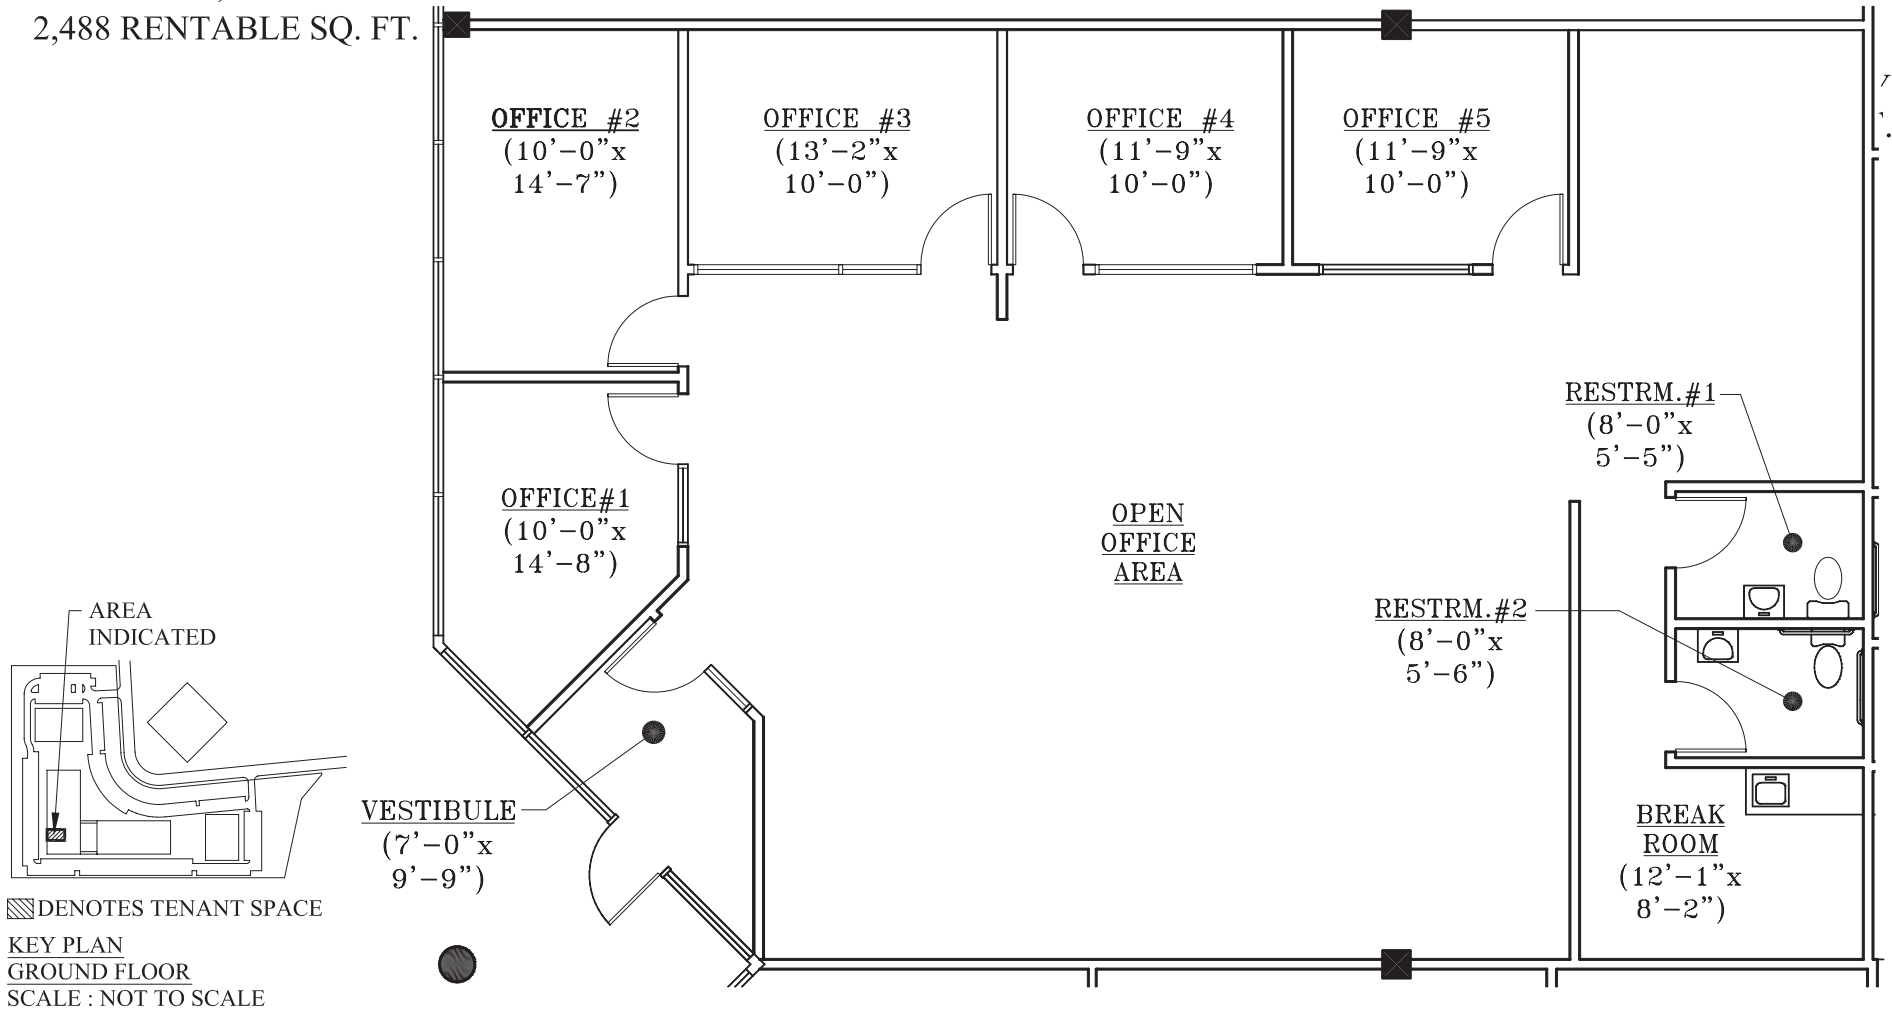 2,488 RENTABLE SQ. FT.
OFFICE #2
(10'-0"x
14'-7")
OFFICE #3
(13'-2"x
10'-0")
OFFICE #4
(11'-9"x
10'-0")
OFFICE #5
(11'-9"x
10'-0")
RESTRM.#1
(8'-0"x
5'-5")
OFFICE#1
(10'-0"x
14'-8")
OPEN
OFFICE
AREA
RESTRM.#2
(8'-0"x
5'-6")
AREA
INDICATED
VESTIBULE
(7'-0"x
9'-9")
BREAK
ROOM
(12'-1"x
8'-2")
DENOTES TENANT SPACE
KEY PLAN
GROUND FLOOR
SCALE : NOT TO SCALE